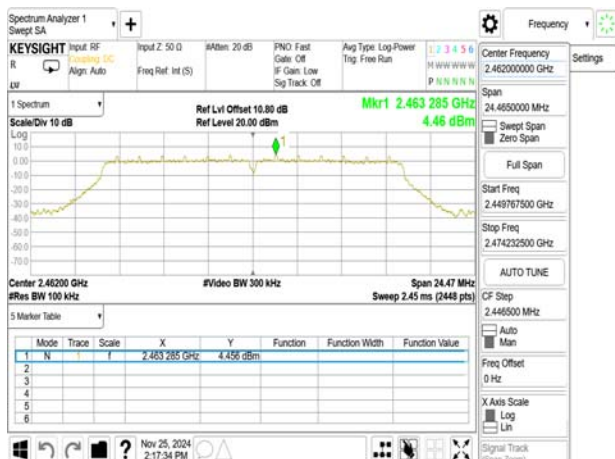 Spectrum Analyzer 1
Swept SA
+
Frequency
KEYSIGHT
R
Input: RF
Coupling: DC
Align: Auto
Input Z: 50 Ω
Freq Ref: Int (S)
#Atten: 20 dB
PNO: Fast
Gate: Off
IF Gain: Low
Sig Track: Off
Avg Type: Log-Power
Trig: Free Run
1 2 3 4 5 6
M W W W W W
P N N N N N
1 Spectrum
Scale/Div 10 dB
Ref Lvl Offset 10.80 dB
Ref Level 20.00 dBm
Mkr1 2.463 285 GHz
4.46 dBm
Log
10.0
0.00
-10.0
-20.0
-30.0
-40.0
-50.0
-60.0
-70.0
1
Center 2.46200 GHz
#Res BW 100 kHz
#Video BW 300 kHz
Span 24.47 MHz
Sweep 2.45 ms (2448 pts)
5 Marker Table
Mode Trace Scale X Y Function Function Width Function Value
1 N 1 f 2.463 285 GHz 4.456 dBm
2
3
4
5
6
Nov 25, 2024
2:17:34 PM
Center Frequency
2.462000000 GHz
Settings
Span
24.4650000 MHz
Swept Span
Zero Span
Full Span
Start Freq
2.449767500 GHz
Stop Freq
2.474232500 GHz
AUTO TUNE
CF Step
2.446500 MHz
Auto
Man
Freq Offset
0 Hz
X Axis Scale
Log
Lin
Signal Track